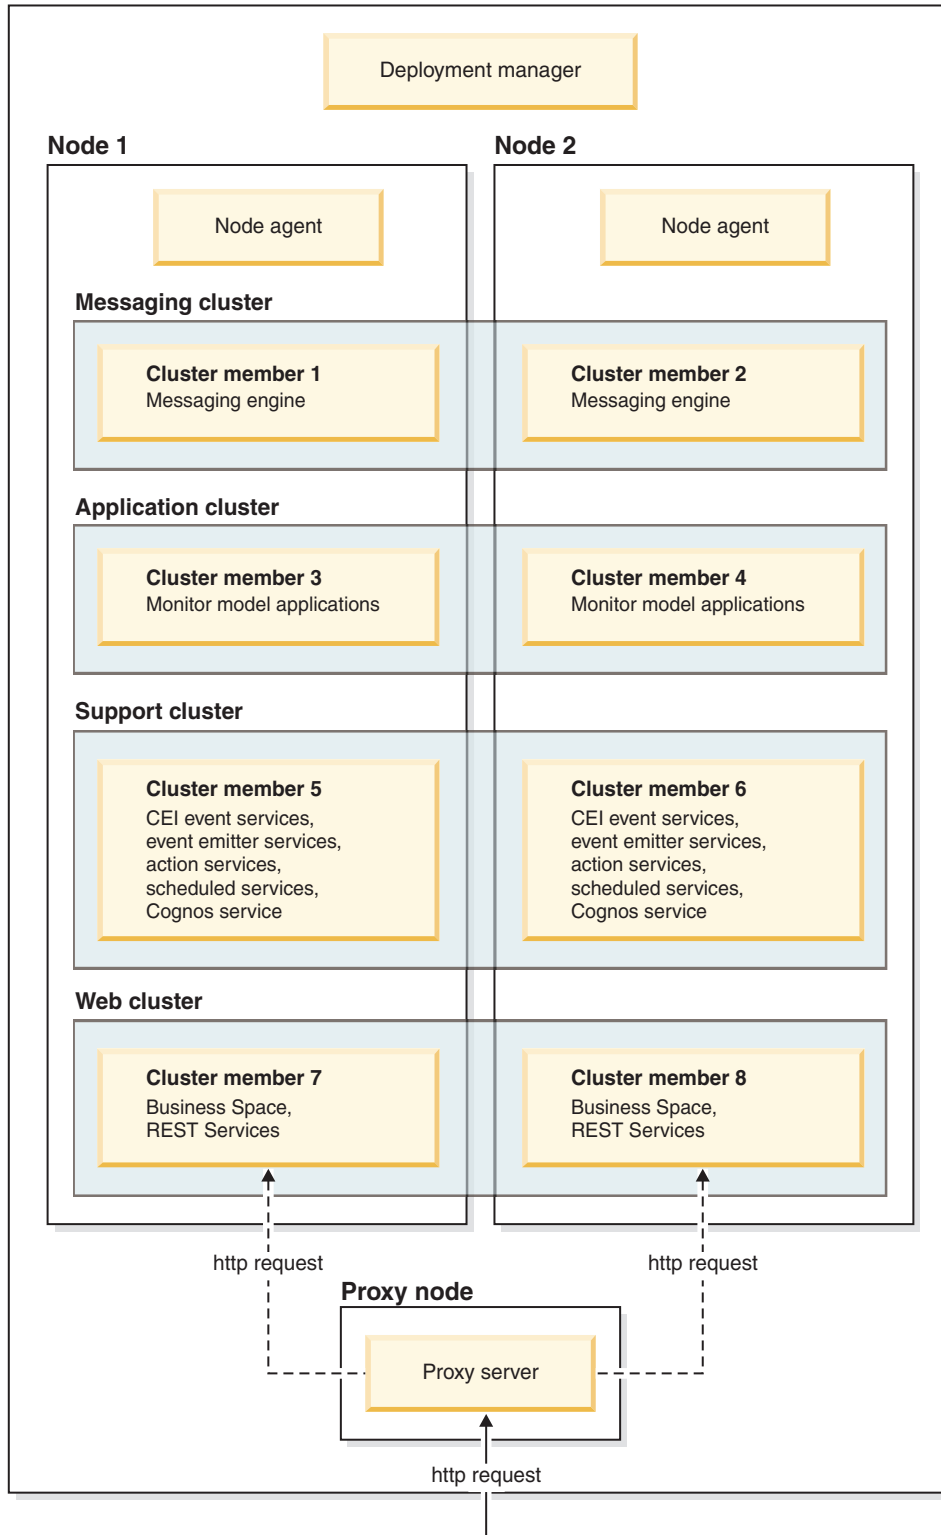 Deployment manager
Node 1
Node 2
Node agent
Node agent
Messaging cluster
Cluster member 1
Messaging engine
Cluster member 2
Messaging engine
Application cluster
Cluster member 3
Monitor model applications
Cluster member 4
Monitor model applications
Support cluster
Cluster member 5
CEI event services,
event emitter services,
action services,
scheduled services,
Cognos service
Cluster member 6
CEI event services,
event emitter services,
action services,
scheduled services,
Cognos service
Web cluster
Cluster member 7
Business Space,
REST Services
Cluster member 8
Business Space,
REST Services
http request
http request
Proxy node
Proxy server
http request